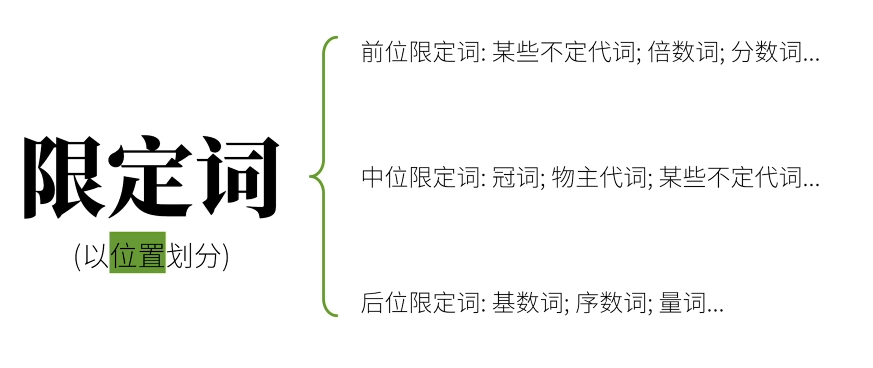 限定词
(以位置划分)
前位限定词: 某些不定代词; 倍数词; 分数词...
中位限定词: 冠词; 物主代词; 某些不定代词...
后位限定词: 基数词; 序数词; 量词...